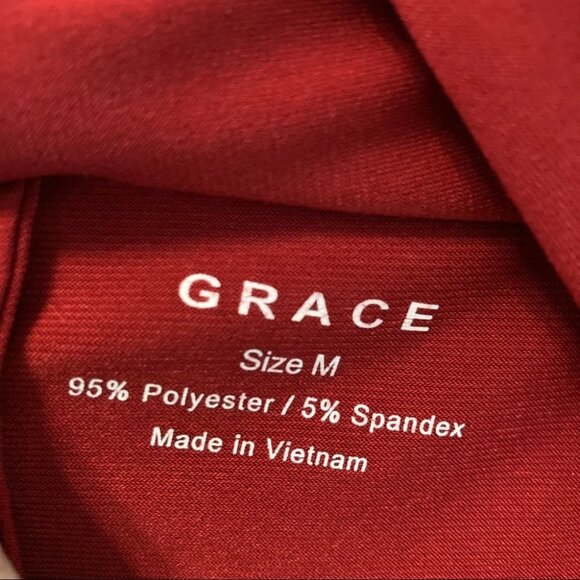 GRACE
Size M
95% Polyester / 5% Spandex
Made in Vietnam